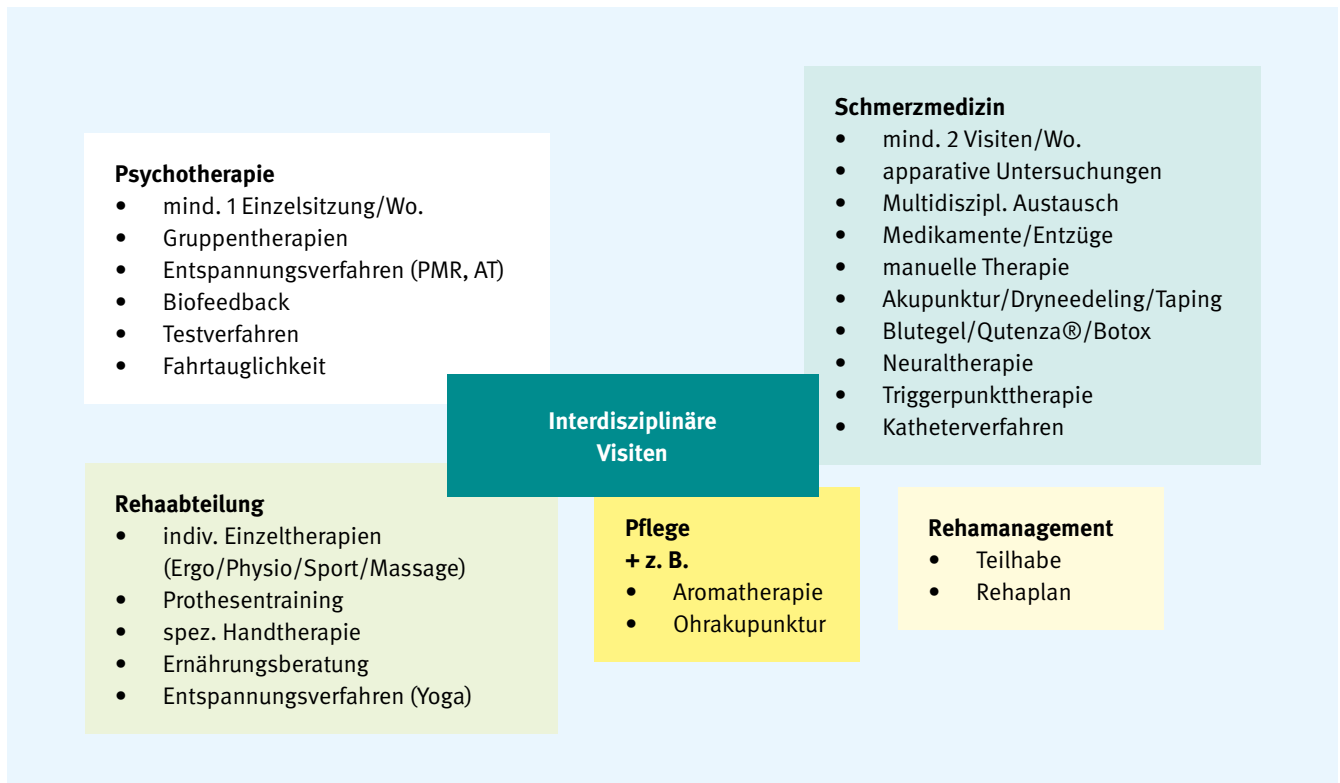 Psychotherapie
• mind. 1 Einzelsitzung/Wo.
• Gruppentherapien
• Entspannungsverfahren (PMR, AT)
• Biofeedback
• Testverfahren
• Fahrtauglichkeit
Schmerzmedizin
• mind. 2 Visiten/Wo.
• apparative Untersuchungen
• Multidiszipl. Austausch
• Medikamente/Entzüge
• manuelle Therapie
• Akupunktur/Dryneedeling/Taping
• Blutegel/Qutenza®/Botox
• Neuraltherapie
• Triggerpunkttherapie
• Katheterverfahren
Interdisziplinäre
Visiten
Rehaabteilung
• indiv. Einzeltherapien
(Ergo/Physio/Sport/Massage)
• Prothesentraining
• spez. Handtherapie
• Ernährungsberatung
• Entspannungsverfahren (Yoga)
Pflege
+ z. B.
• Aromatherapie
• Ohrakupunktur
Rehamanagement
• Teilhabe
• Rehaplan